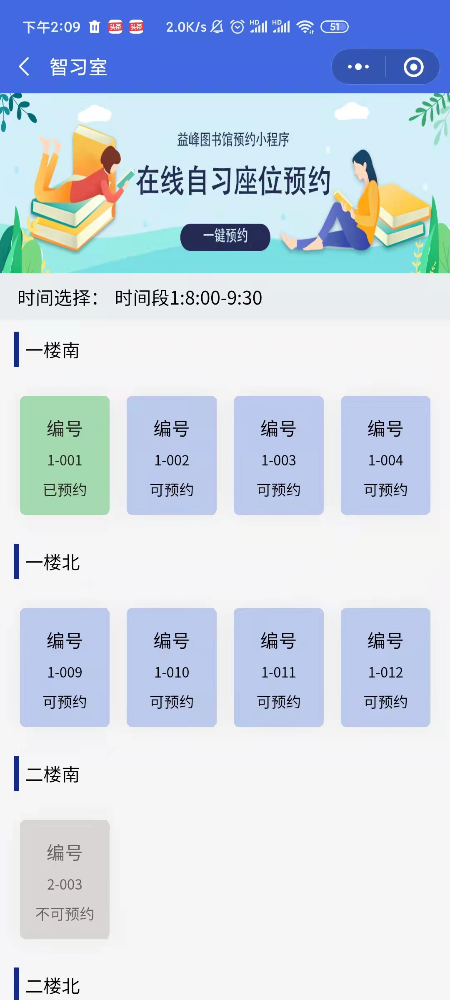 下午2:09 头条 头条 2.0K/s HD HD 51
智习室
益峰图书馆预约小程序
在线自习座位预约
一键预约
时间选择： 时间段1:8:00-9:30
一楼南
编号 编号 编号 编号
1-001 1-002 1-003 1-004
已预约 可预约 可预约 可预约
一楼北
编号 编号 编号 编号
1-009 1-010 1-011 1-012
可预约 可预约 可预约 可预约
二楼南
编号
2-003
不可预约
二楼北